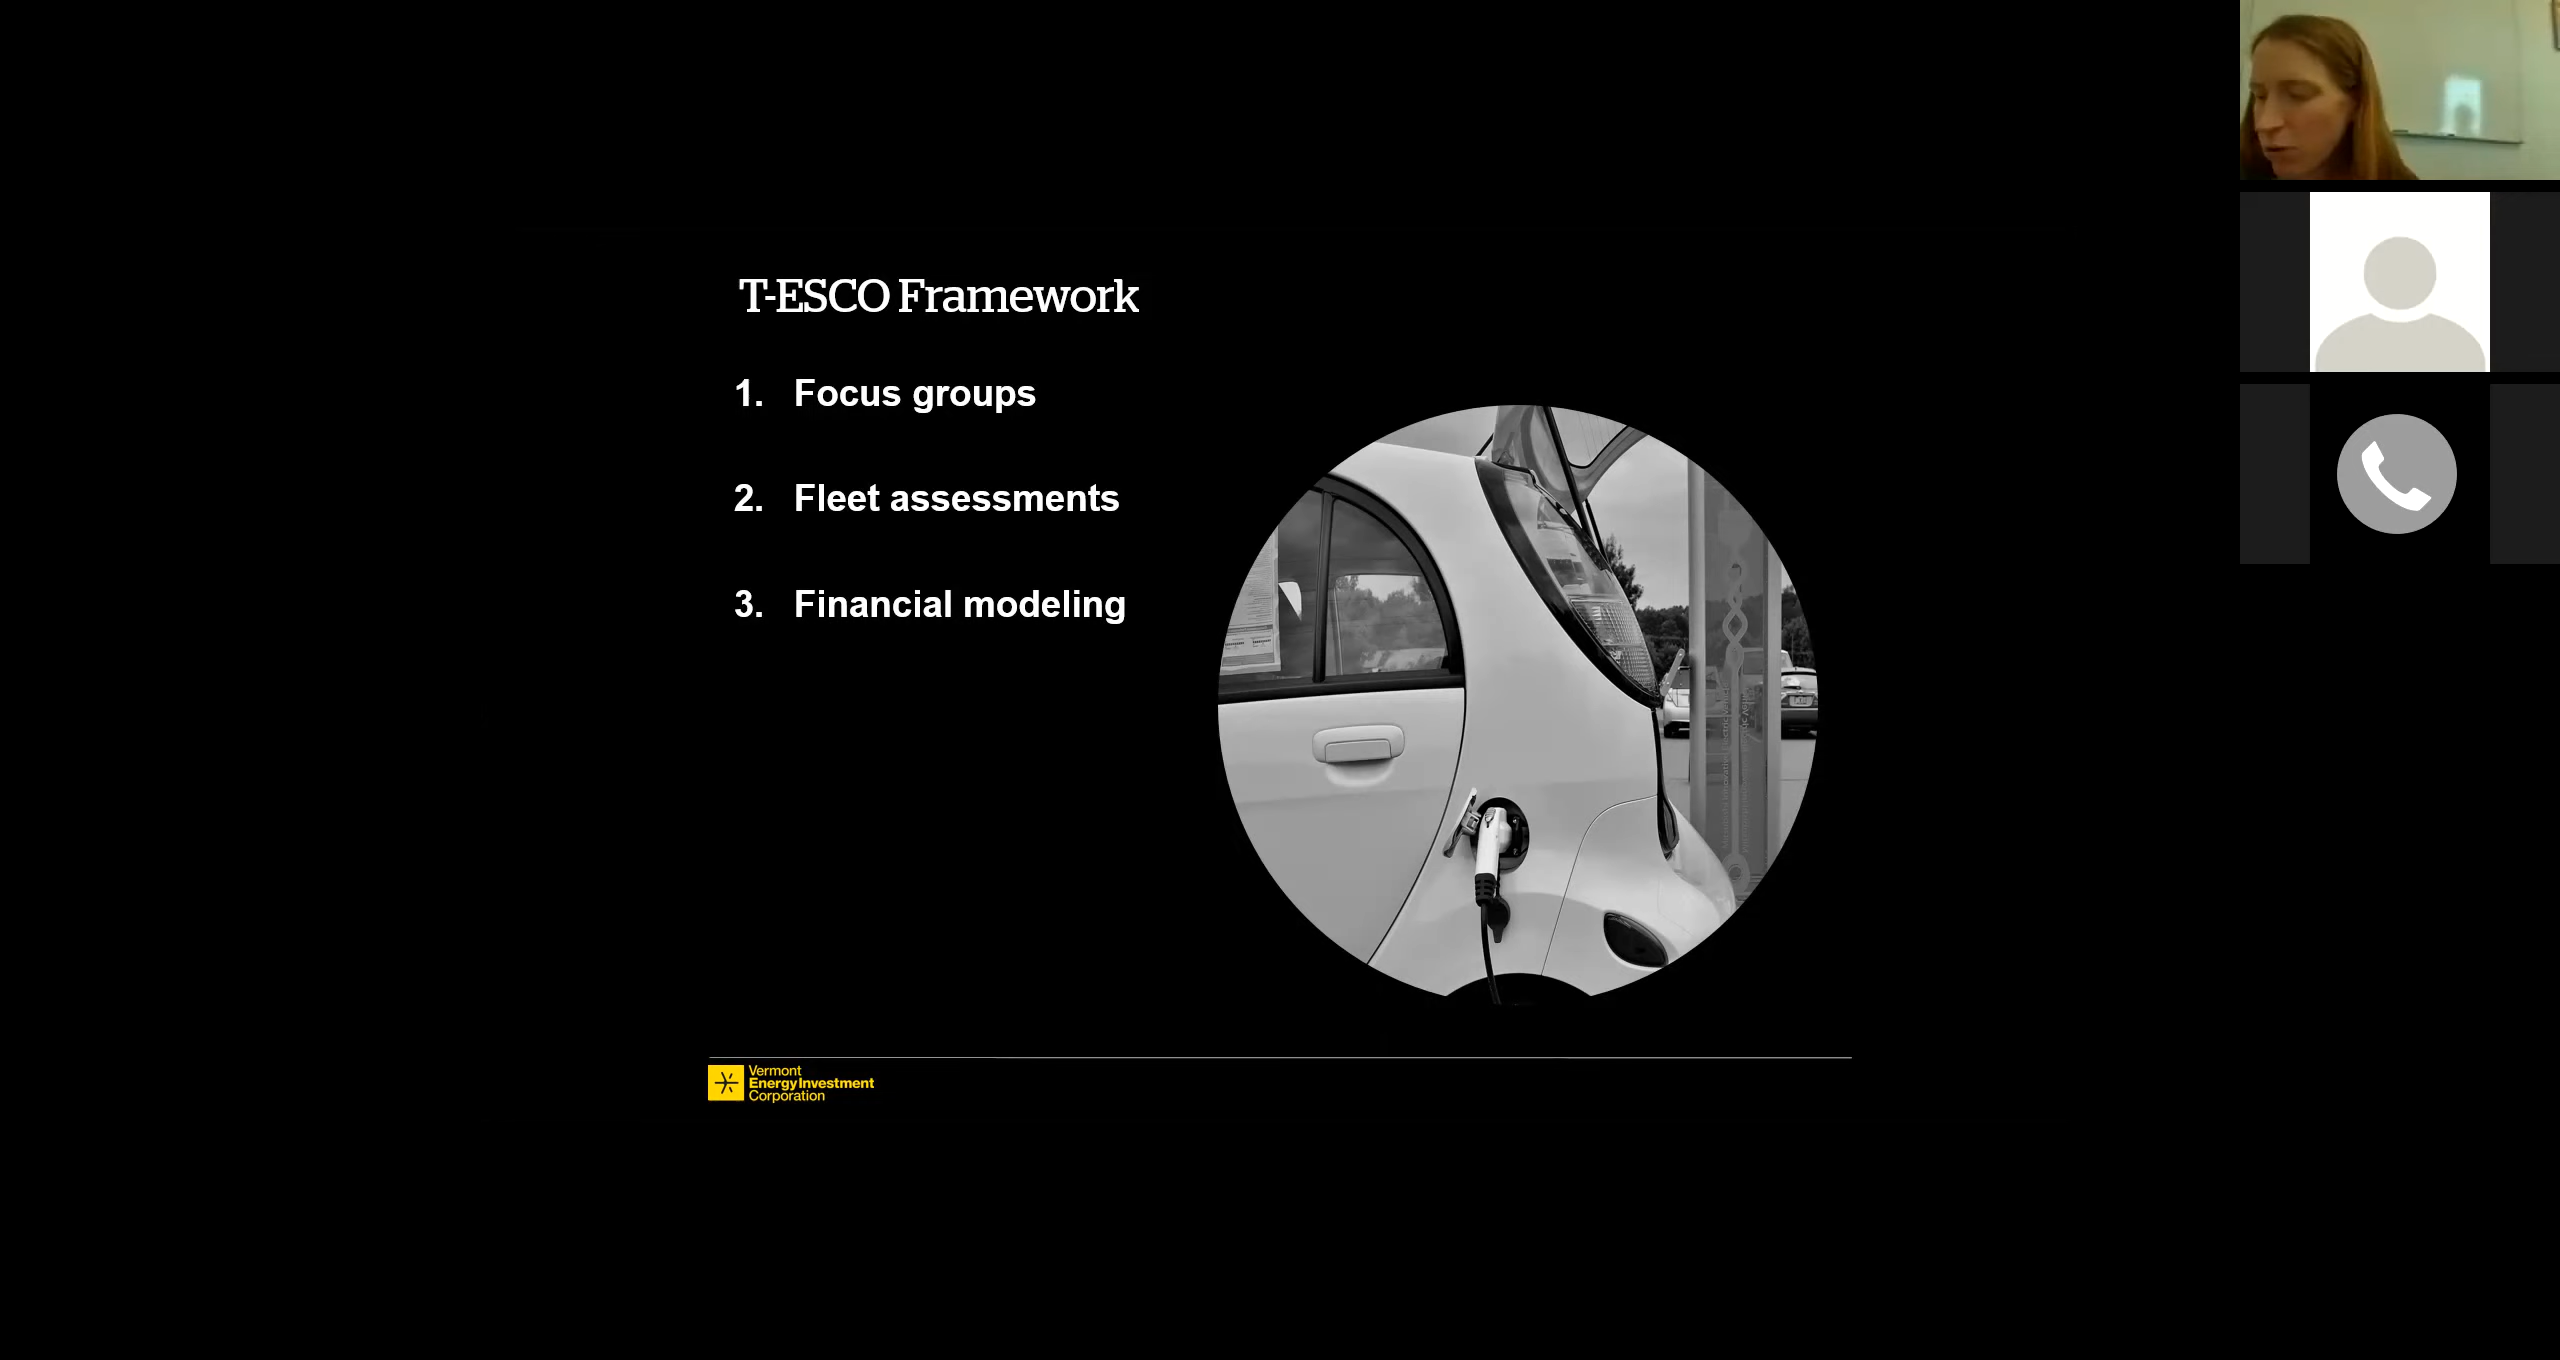 T-ESCO Framework
1. Focus groups
2. Fleet assessments
3. Financial modeling
Vermont
Energy Investment
Corporation